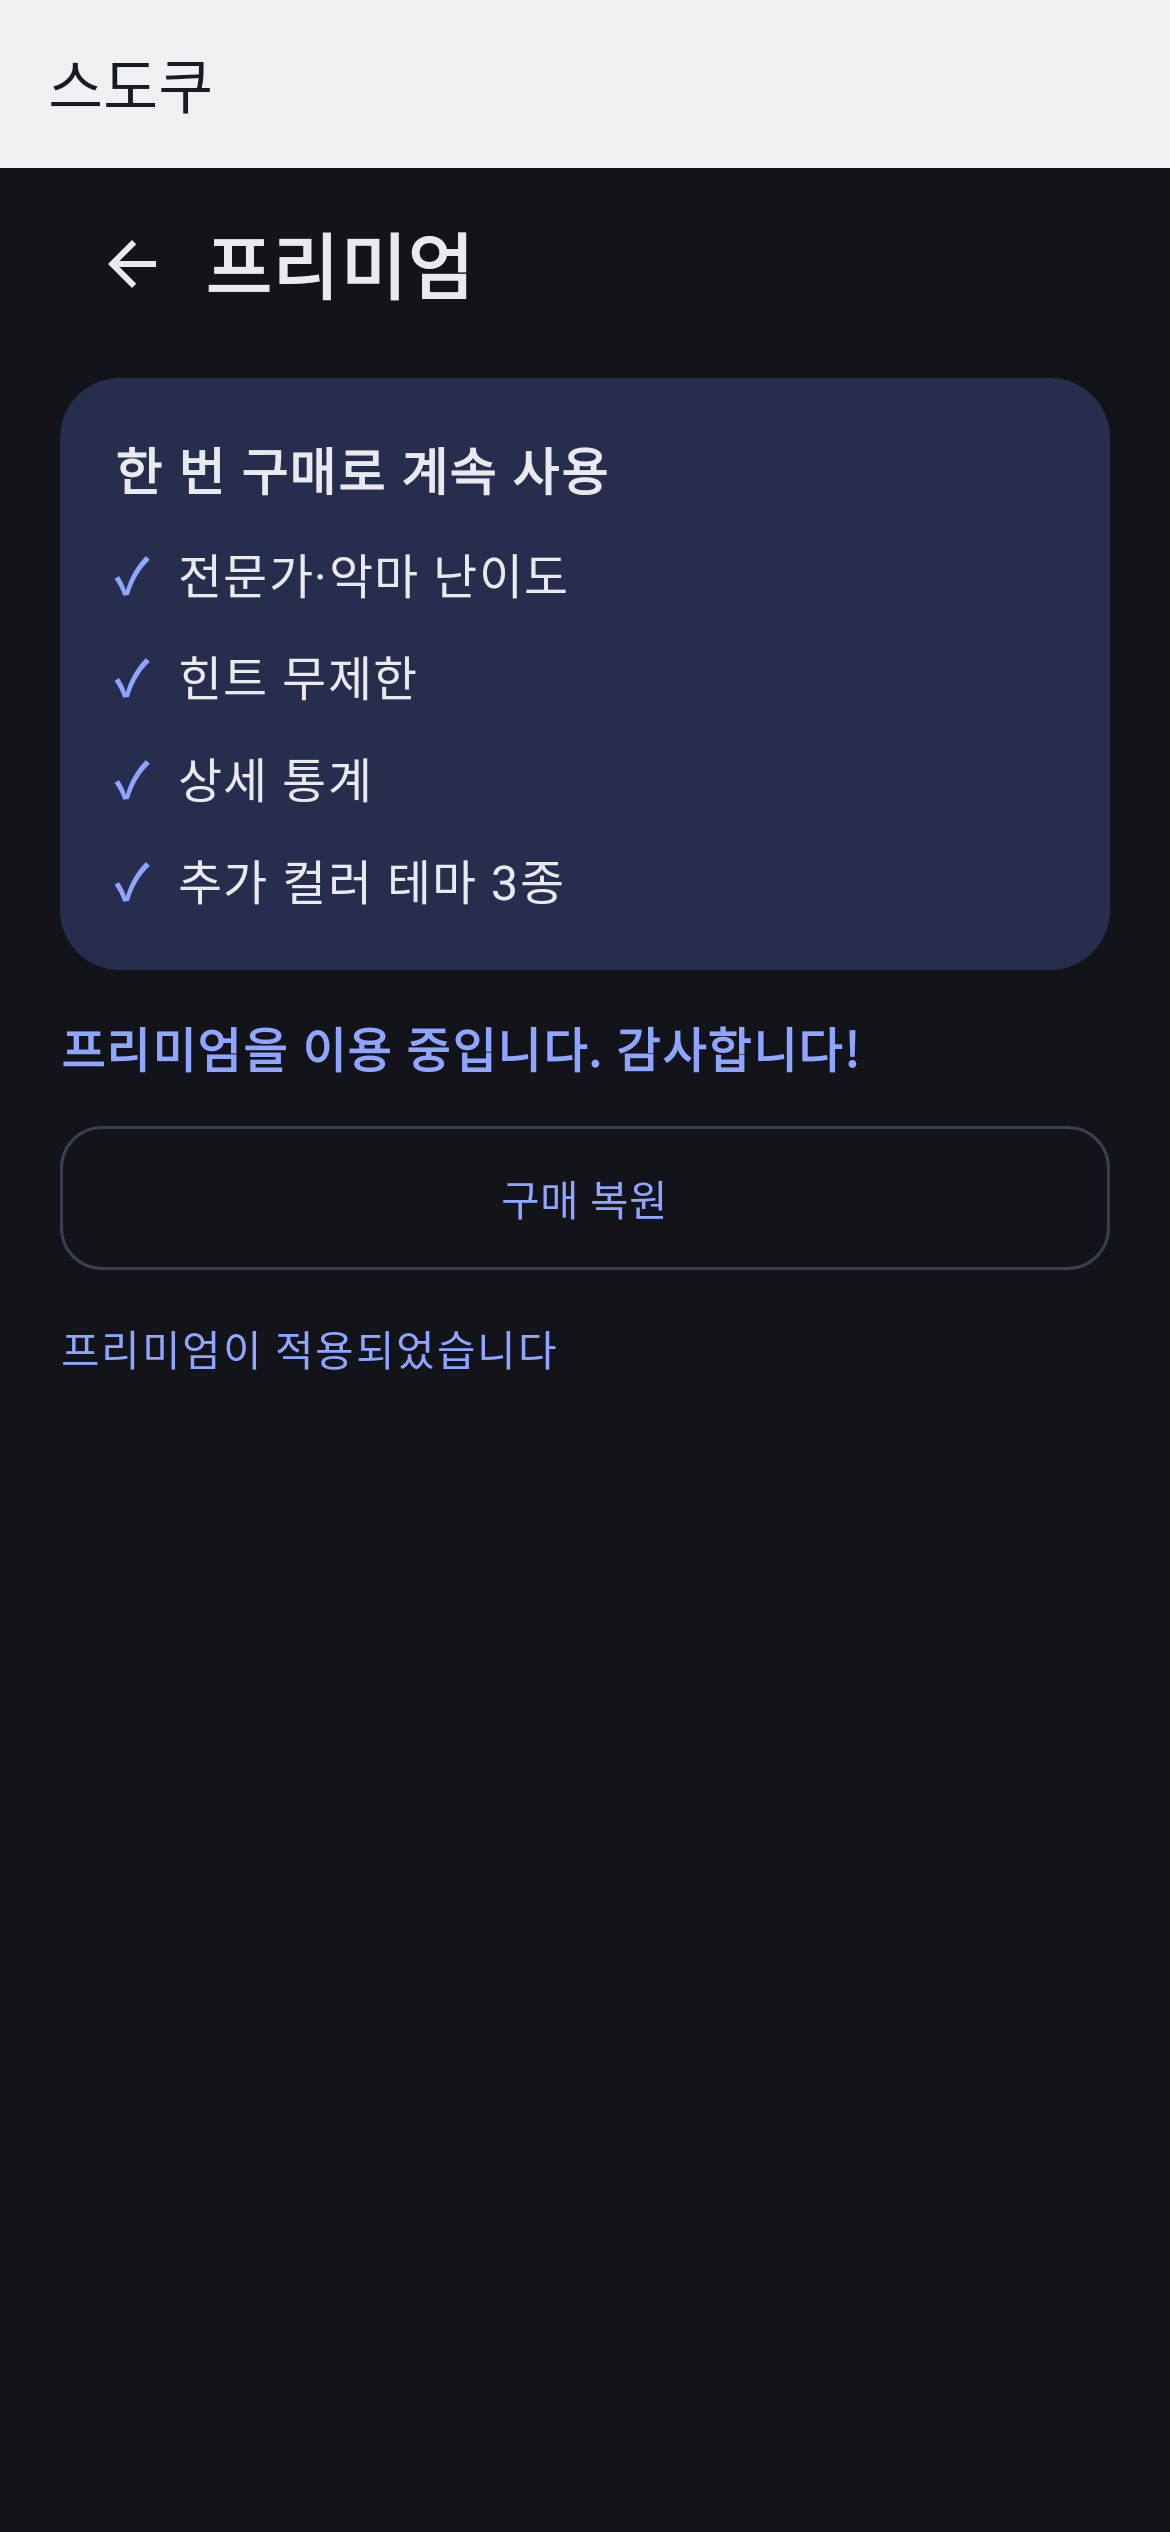 스도쿠
프리미엄
한 번 구매로 계속 사용
✓ 전문가·악마 난이도
✓ 힌트 무제한
✓ 상세 통계
✓ 추가 컬러 테마 3종
프리미엄을 이용 중입니다. 감사합니다!
구매 복원
프리미엄이 적용되었습니다